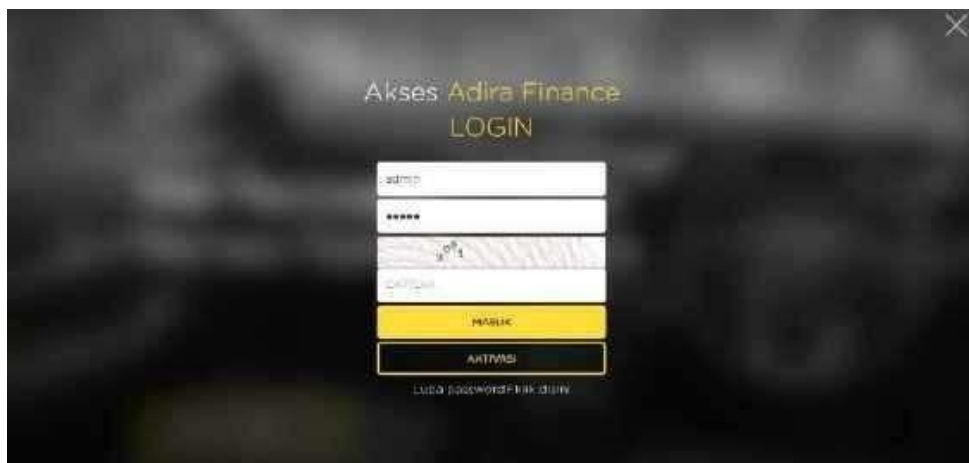 Akses Adira Finance
LOGIN
admin
•••••
MASUK
AKTIVASI
Lupa password? klik disini